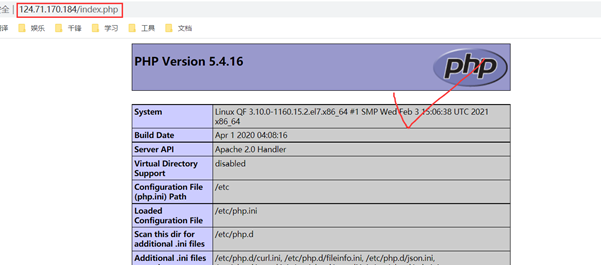 安全 | 124.71.170.184/index.php
娱乐 千锋 学习 工具 文档
PHP Version 5.4.16
php
System Linux QF 3.10.0-1160.15.2.el7.x86_64 #1 SMP Wed Feb 3 15:06:38 UTC 2021
x86_64
Build Date Apr 1 2020 04:08:16
Server API Apache 2.0 Handler
Virtual Directory disabled
Support
Configuration File /etc
(php.ini) Path
Loaded /etc/php.ini
Configuration File
Scan this dir for /etc/php.d
additional .ini files
Additional .ini files /etc/php.d/curl.ini, /etc/php.d/fileinfo.ini, /etc/php.d/json.ini,